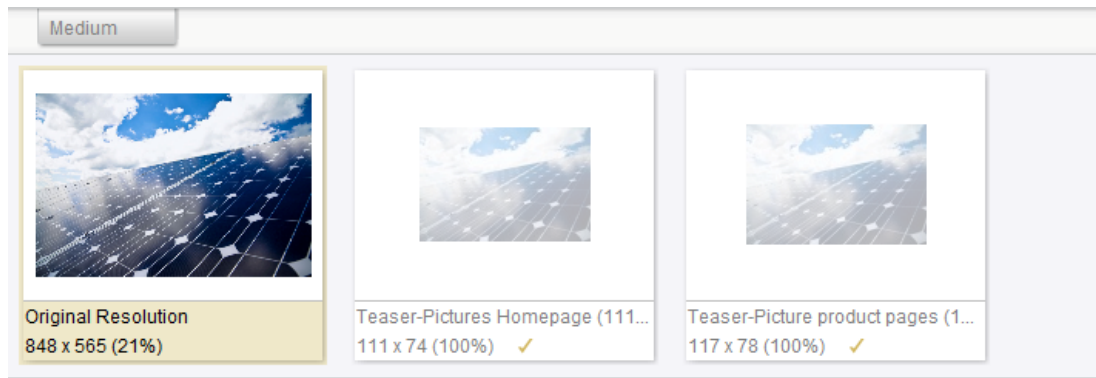 Medium
Original Resolution
848 x 565 (21%)
Teaser-Pictures Homepage (111...
111 x 74 (100%) ✓
Teaser-Picture product pages (1...
117 x 78 (100%) ✓